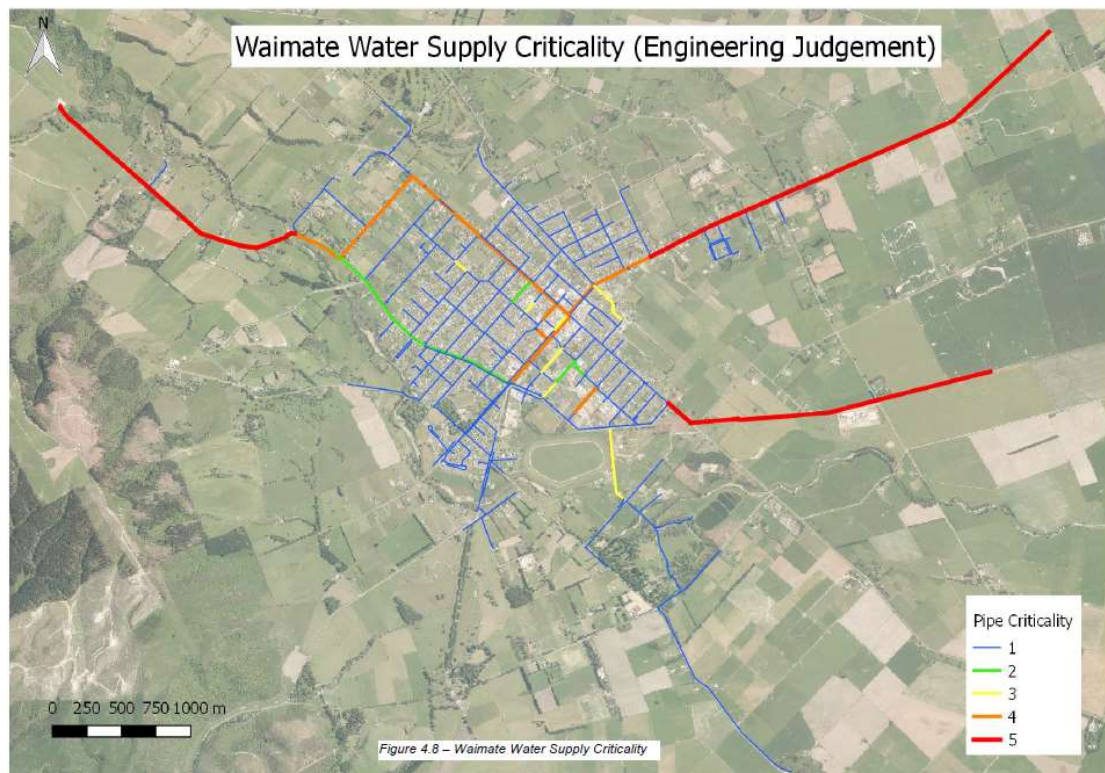 N
Waimate Water Supply Criticality (Engineering Judgement)
Pipe Criticality
1
2
3
4
5
0 250 500 750 1000 m
Figure 4.8 – Waimate Water Supply Criticality